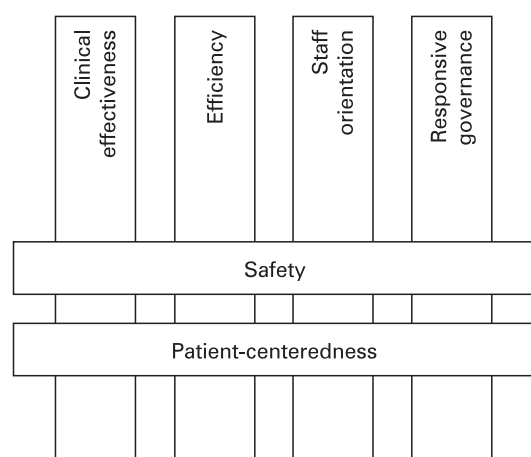 Clinical
effectiveness
Efficiency
Staff
orientation
Responsive
governance
Safety
Patient-centeredness